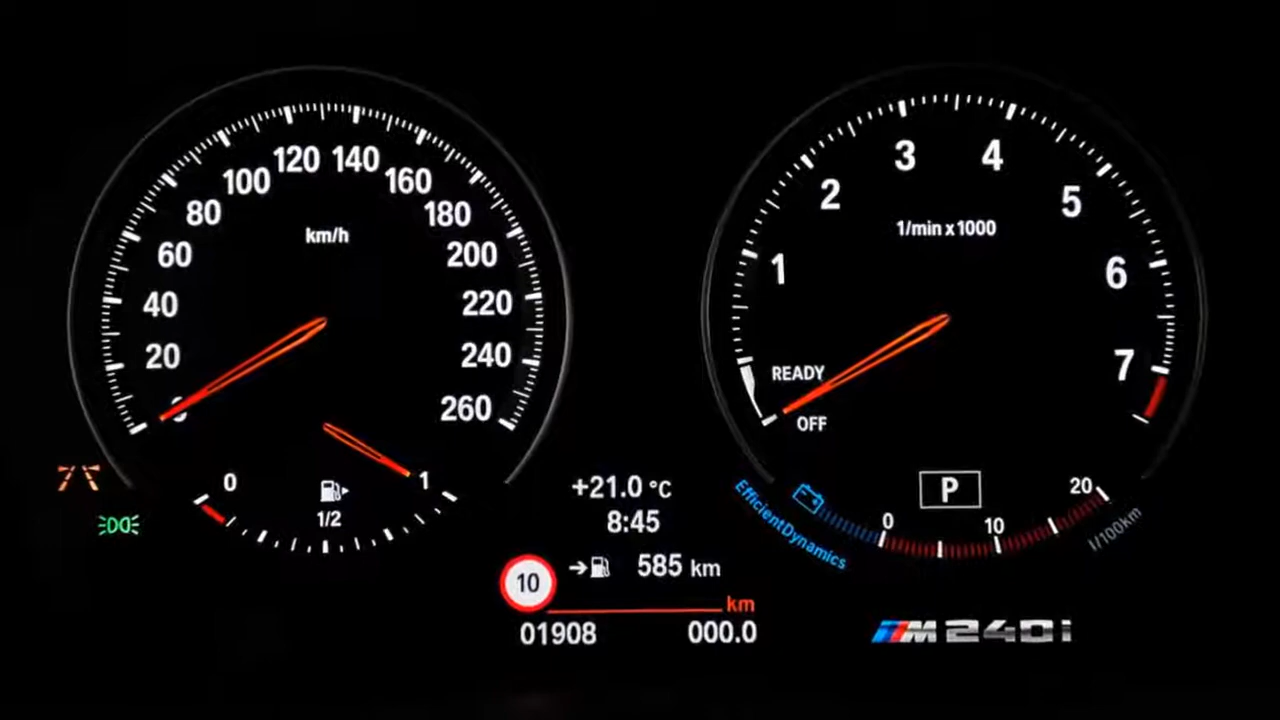 0
20
40
60
80
100
120
140
160
180
200
220
240
260
km/h
0
1/2
1
+21.0 °C
8:45
10
585 km
km
01908
000.0
1
2
3
4
5
6
7
1/min x 1000
READY
OFF
P
EfficientDynamics
0
10
20
l/100km
M240i